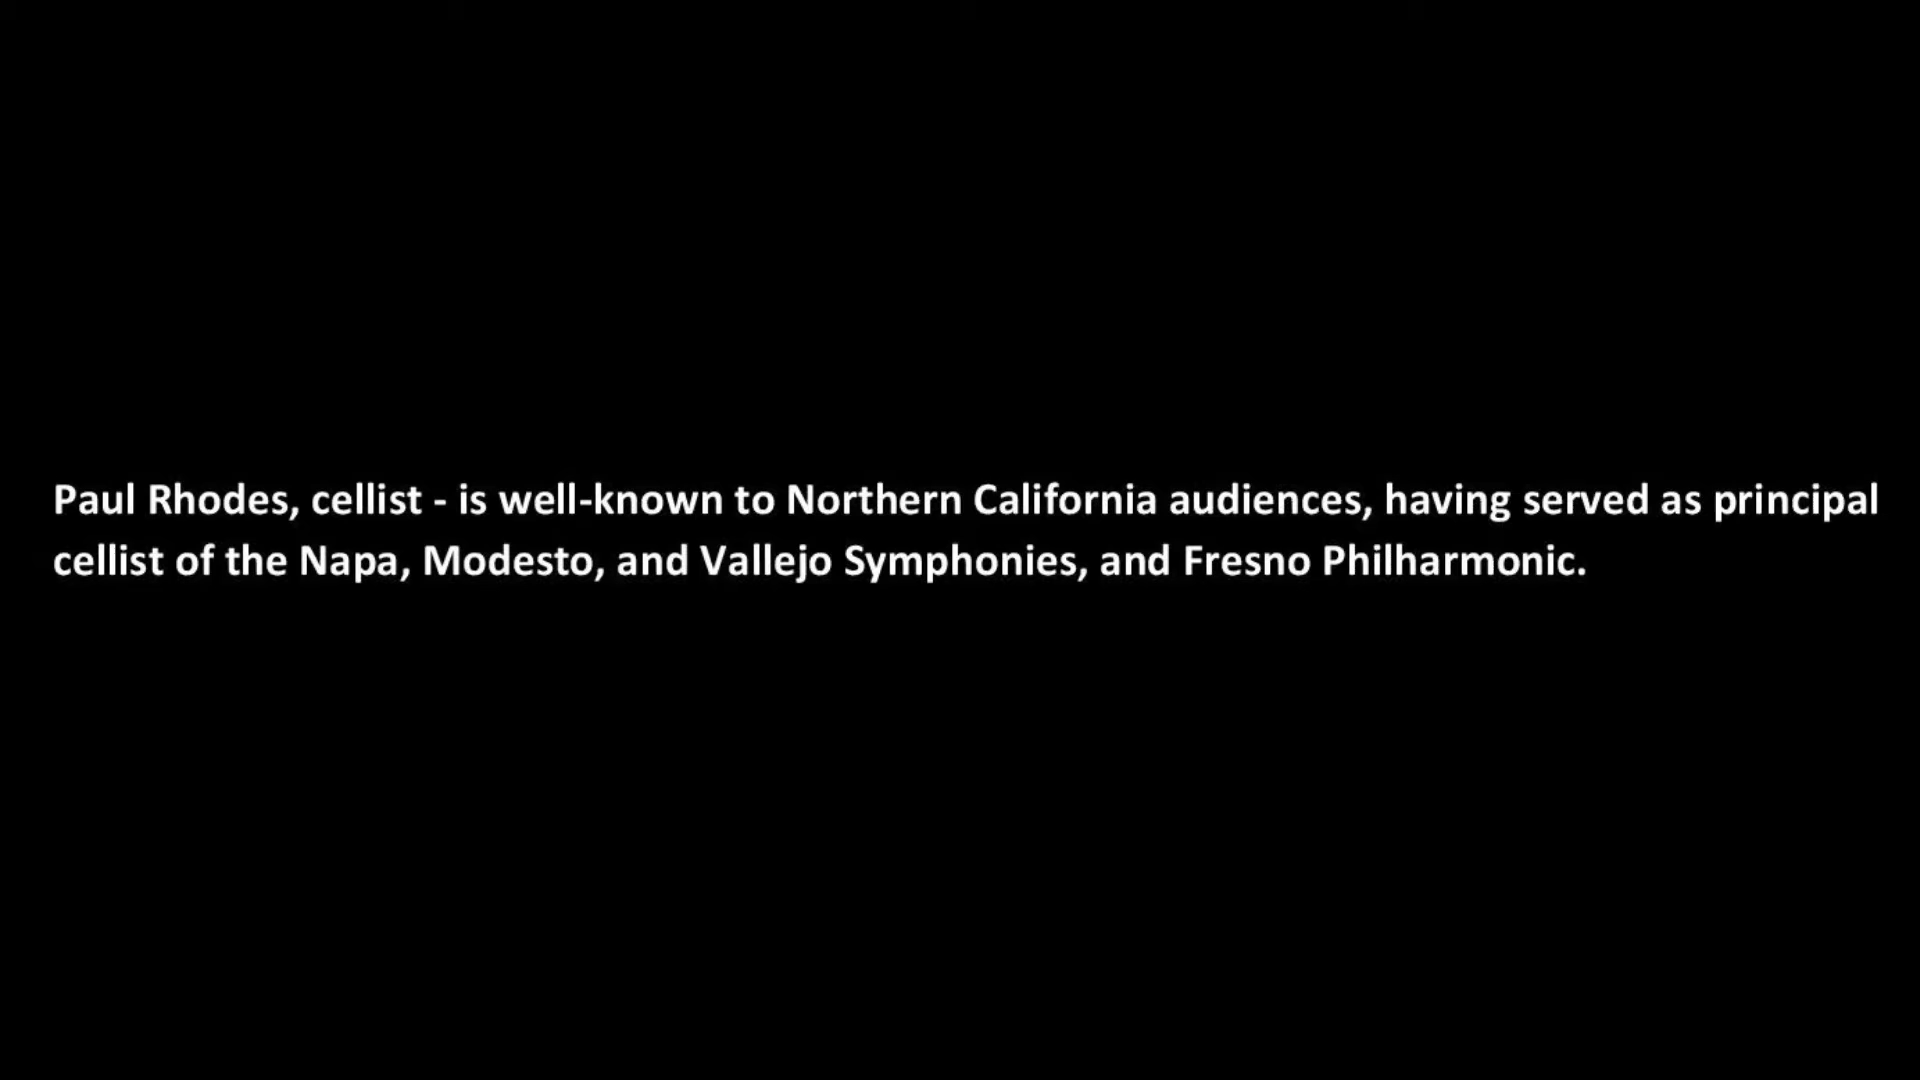 Paul Rhodes, cellist - is well-known to Northern California audiences, having served as principal
cellist of the Napa, Modesto, and Vallejo Symphonies, and Fresno Philharmonic.